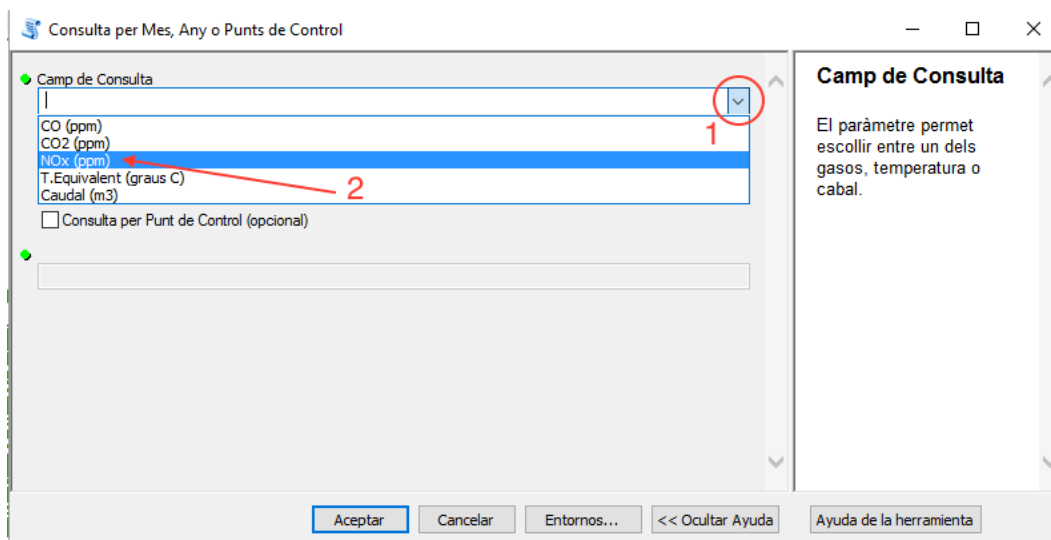 Consulta per Mes, Any o Punts de Control
Camp de Consulta
1
CO (ppm)
CO2 (ppm)
NOx (ppm)
T.Equivalent (graus C)
Caudal (m3)
2
Consulta per Punt de Control (opcional)
Camp de Consulta
El paràmetre permet
escollir entre un dels
gasos, temperatura o
cabal.
Aceptar
Cancelar
Entornos...
<< Ocultar Ayuda
Ayuda de la herramienta